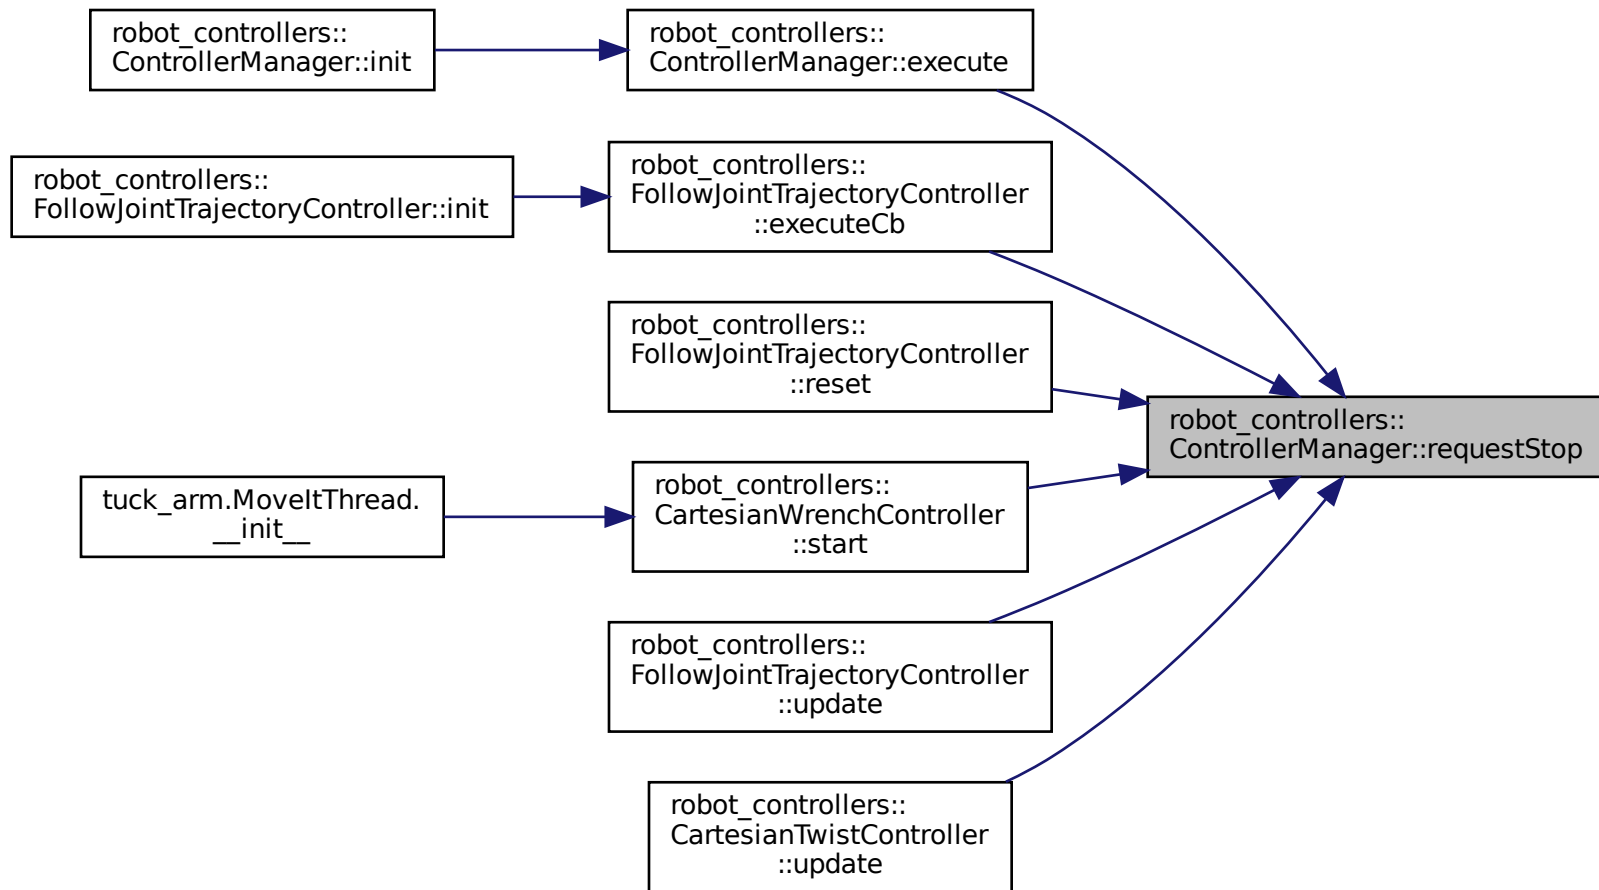 robot_controllers::
ControllerManager::init
robot_controllers::
ControllerManager::execute
robot_controllers::
FollowJointTrajectoryController::init
robot_controllers::
FollowJointTrajectoryController
::executeCb
robot_controllers::
FollowJointTrajectoryController
::reset
robot_controllers::
ControllerManager::requestStop
tuck_arm.MoveItThread.
__init__
robot_controllers::
CartesianWrenchController
::start
robot_controllers::
FollowJointTrajectoryController
::update
robot_controllers::
CartesianTwistController
::update